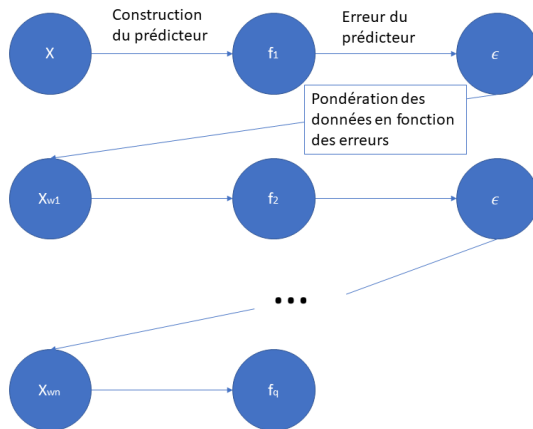 Construction
du prédicteur
Erreur du
prédicteur
X
f1
ϵ
Pondération des
données en fonction
des erreurs
Xw1
f2
ϵ
...
Xwn
fq